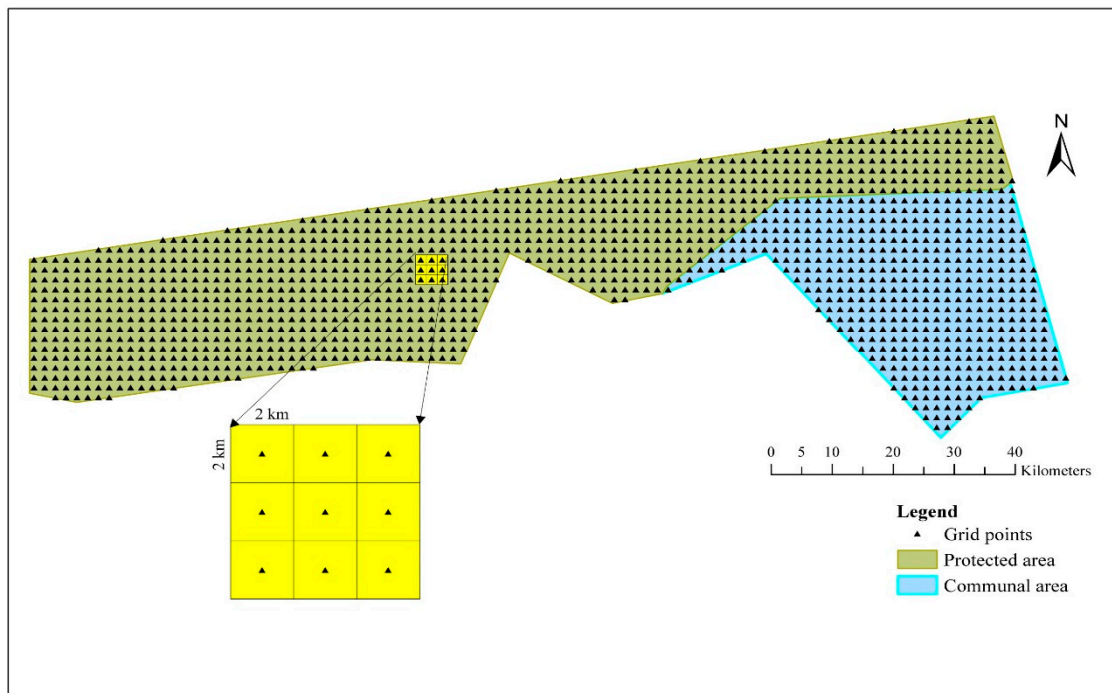 N
2 km
2 km
0 5 10 20 30 40
Kilometers
Legend
Grid points
Protected area
Communal area